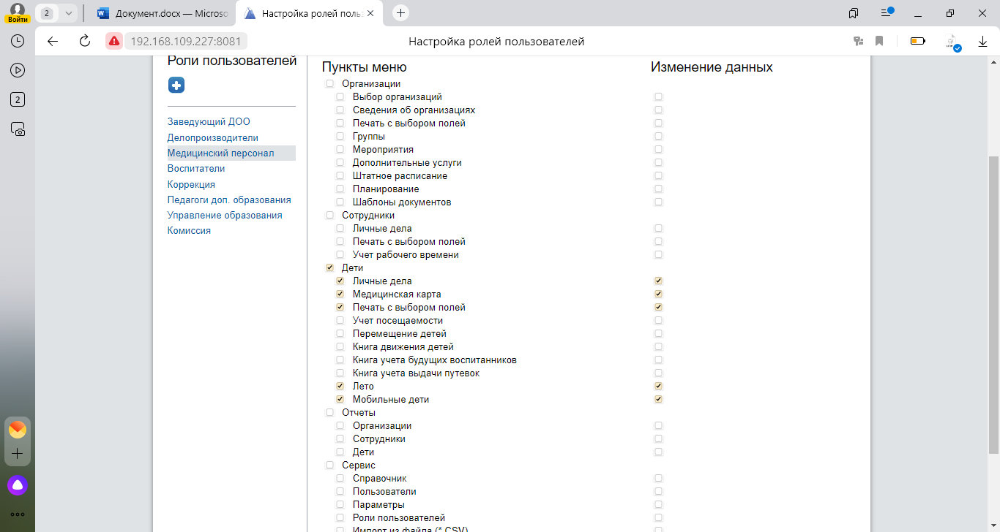 Войти
2
Документ.docx — Microso
Настройка ролей поль
192.168.109.227:8081
Настройка ролей пользователей
2
Роли пользователей
Заведующий ДОО
Делопроизводители
Медицинский персонал
Воспитатели
Коррекция
Педагоги доп. образования
Управление образования
Комиссия
Пункты меню
Изменение данных
Организации
Выбор организаций
Сведения об организациях
Печать с выбором полей
Группы
Мероприятия
Дополнительные услуги
Штатное расписание
Планирование
Шаблоны документов
Сотрудники
Личные дела
Печать с выбором полей
Учет рабочего времени
Дети
Личные дела
Медицинская карта
Печать с выбором полей
Учет посещаемости
Перемещение детей
Книга движения детей
Книга учета будущих воспитанников
Книга учета выдачи путевок
Лето
Мобильные дети
Отчеты
Организации
Сотрудники
Дети
Сервис
Справочник
Пользователи
Параметры
Роли пользователей
Импорт из файла (*.CSV)